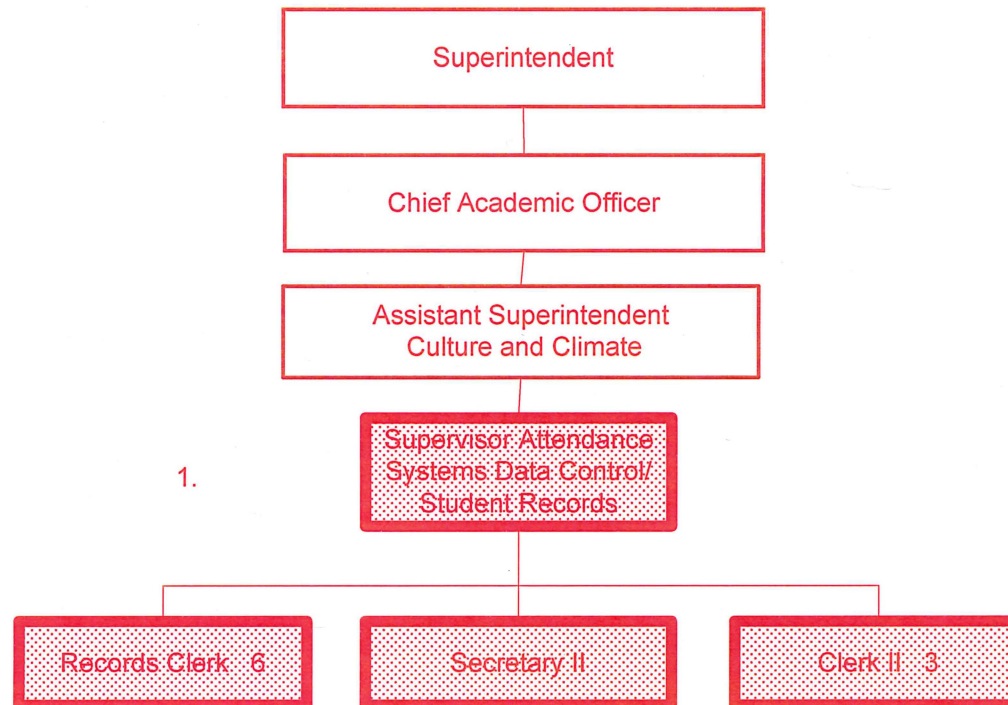 Superintendent
Chief Academic Officer
Assistant Superintendent
Culture and Climate
1.
Supervisor Attendance
Systems Data Control/
Student Records
Records Clerk 6
Secretary II
Clerk II 3